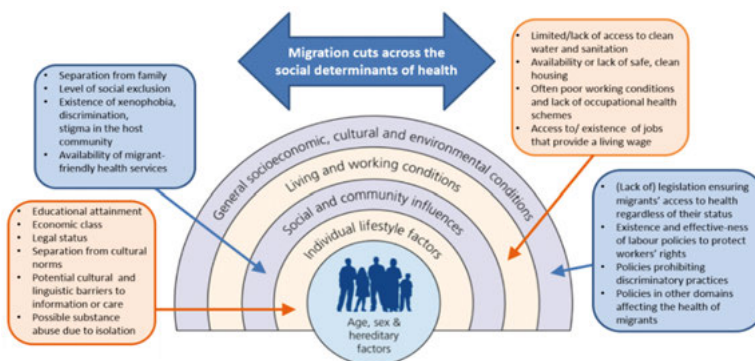 Migration cuts across the
social determinants of health
• Separation from family
• Level of social exclusion
• Existence of xenophobia,
discrimination,
stigma in the host
community
• Availability of migrant-
friendly health services
• Limited/lack of access to clean
water and sanitation
• Availability or lack of safe, clean
housing
• Often poor working conditions
and lack of occupational health
schemes
• Access to/ existence of jobs
that provide a living wage
General socioeconomic, cultural and environmental conditions
Living and working conditions
Social and community influences
Individual lifestyle factors
Age, sex &
hereditary
factors
• Educational attainment
• Economic class
• Legal status
• Separation from cultural
norms
• Potential cultural and
linguistic barriers to
information or care
• Possible substance
abuse due to isolation
• (Lack of) legislation ensuring
migrants' access to health
regardless of their status
• Existence and effective-ness
of labour policies to protect
workers' rights
• Policies prohibiting
discriminatory practices
• Policies in other domains
affecting the health of
migrants